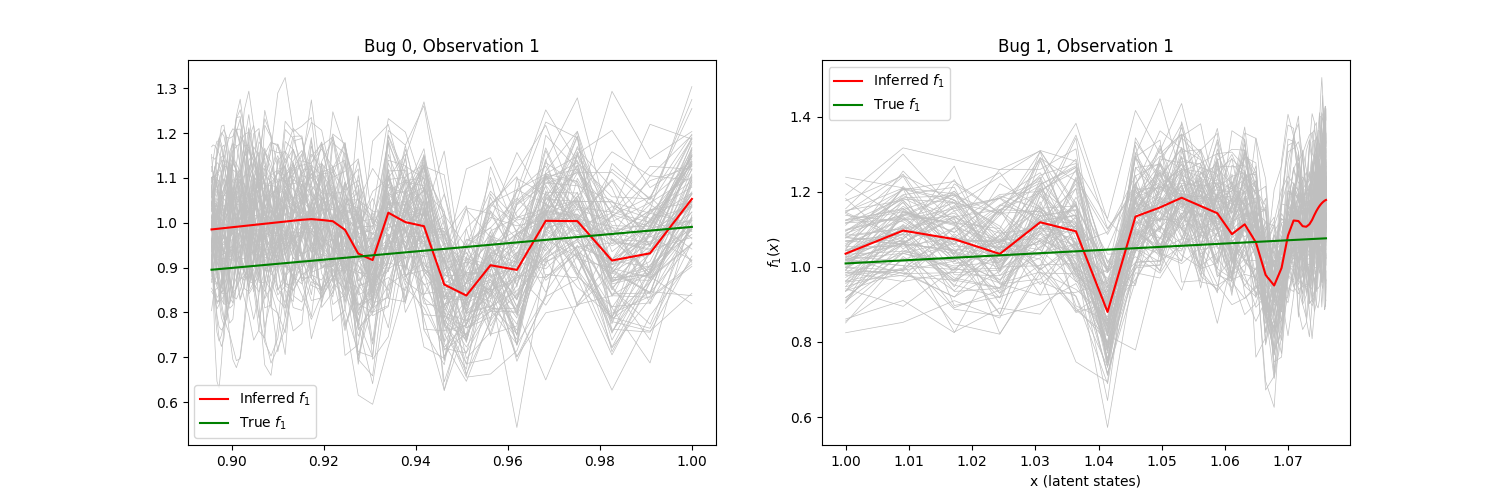 Bug 0, Observation 1
1.3
1.2
1.1
1.0
0.9
0.8
0.7
0.6
Inferred f₁
True f₁
0.90 0.92 0.94 0.96 0.98 1.00
Bug 1, Observation 1
Inferred f₁
True f₁
f₁(x)
1.4
1.2
1.0
0.8
0.6
1.00 1.01 1.02 1.03 1.04 1.05 1.06 1.07
x (latent states)